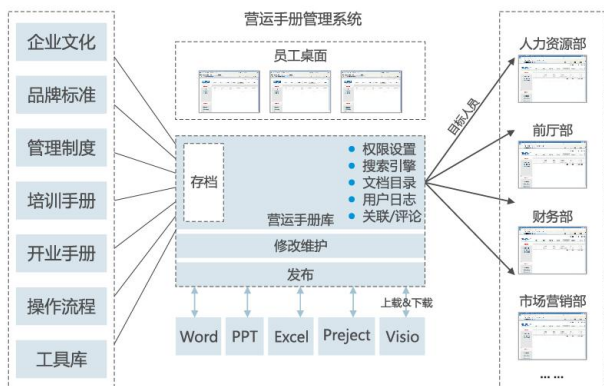 营运手册管理系统
企业文化
品牌标准
管理制度
培训手册
开业手册
操作流程
工具库
员工桌面
存档
权限设置
搜索引擎
文档目录
用户日志
关联/评论
营运手册库
修改维护
发布
上载&下载
Word
PPT
Excel
Preject
Visio
目标人员
人力资源部
前厅部
财务部
市场营销部
... ...